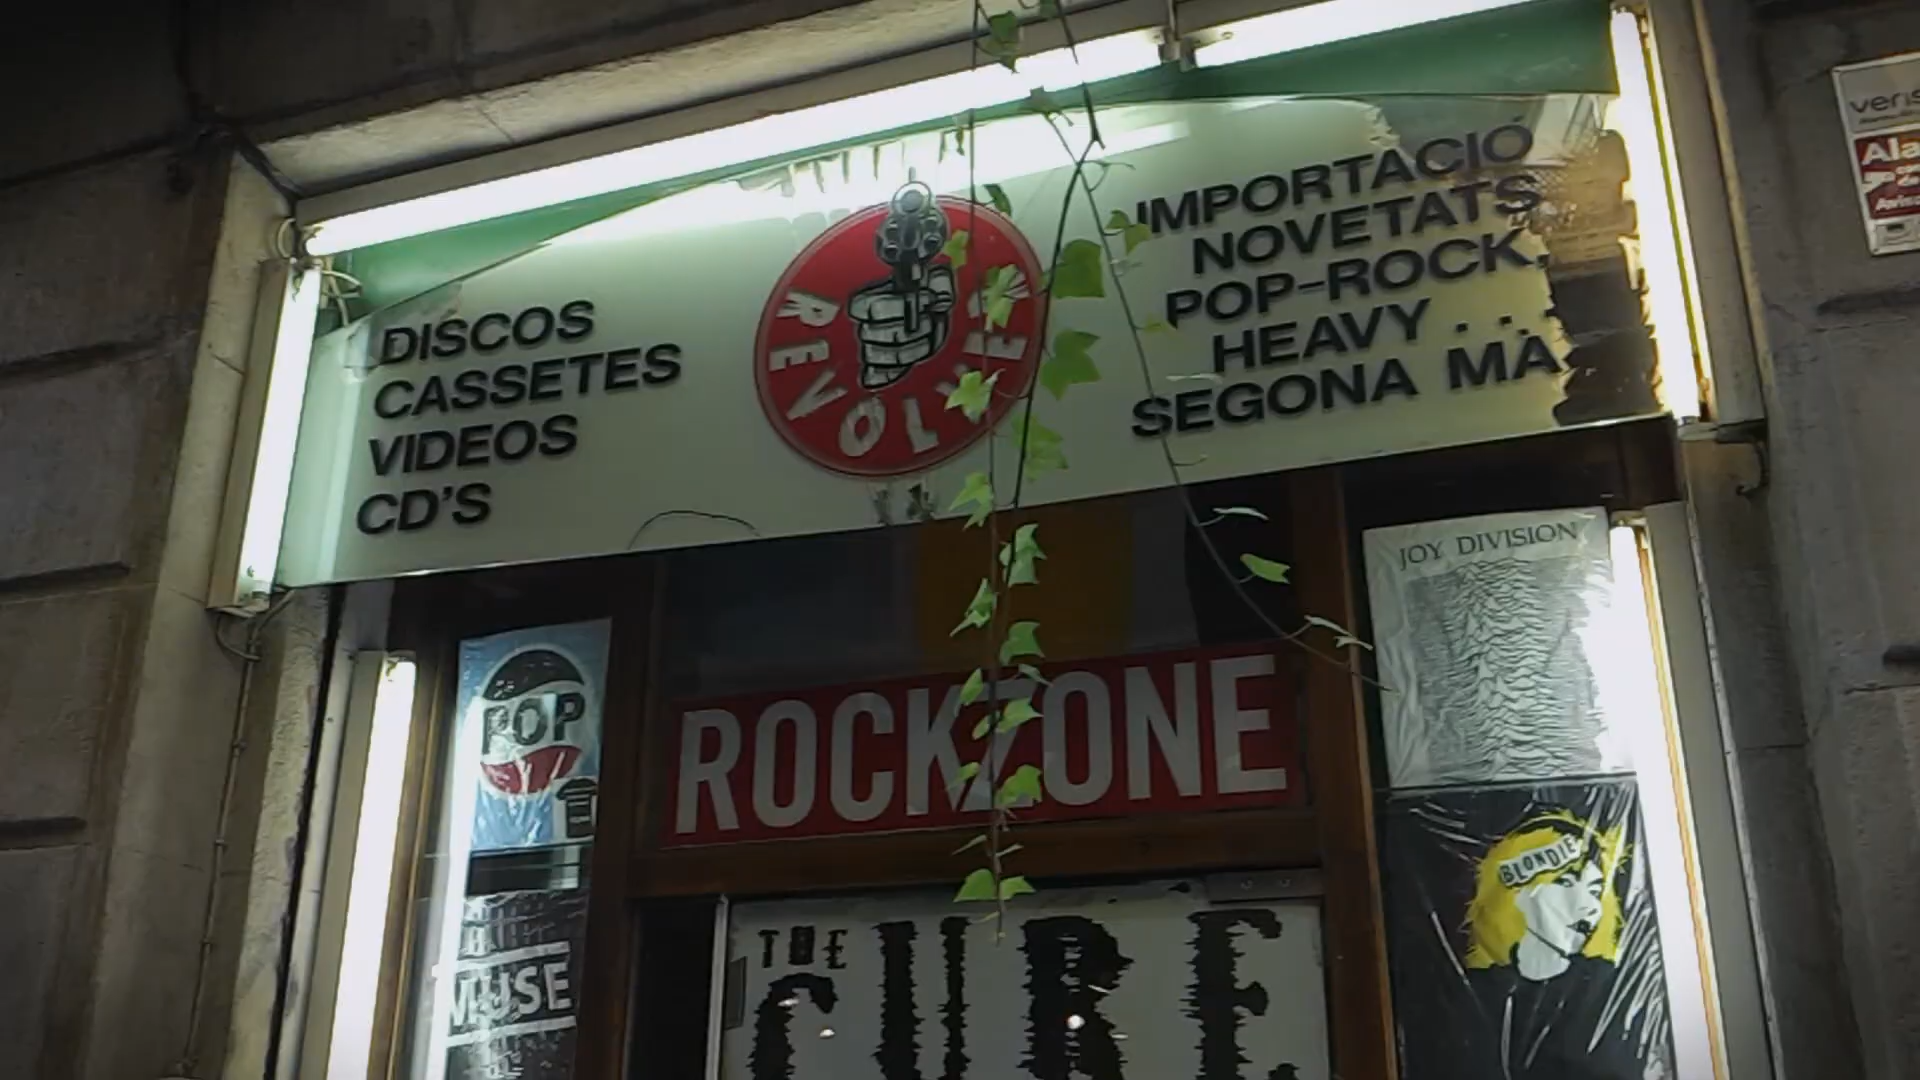 DISCOS
CASSETES
VIDEOS
CD'S
REVOLVER
IMPORTACIÓ
NOVETATS
POP-ROCK,
HEAVY . . .
SEGONA MÀ
JOY DIVISION
POP
ROCKZONE
BLONDIE
MUSE
THE
CURE